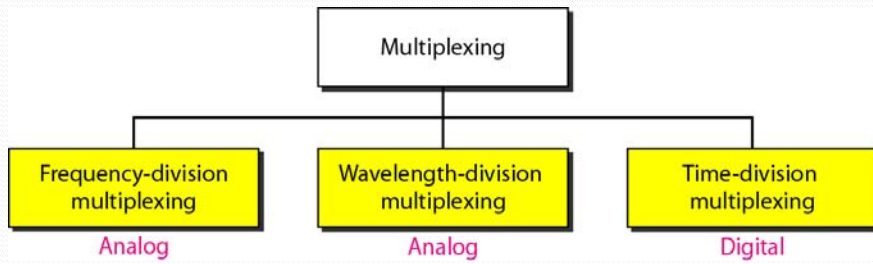 Multiplexing
Frequency-division
multiplexing
Analog
Wavelength-division
multiplexing
Analog
Time-division
multiplexing
Digital